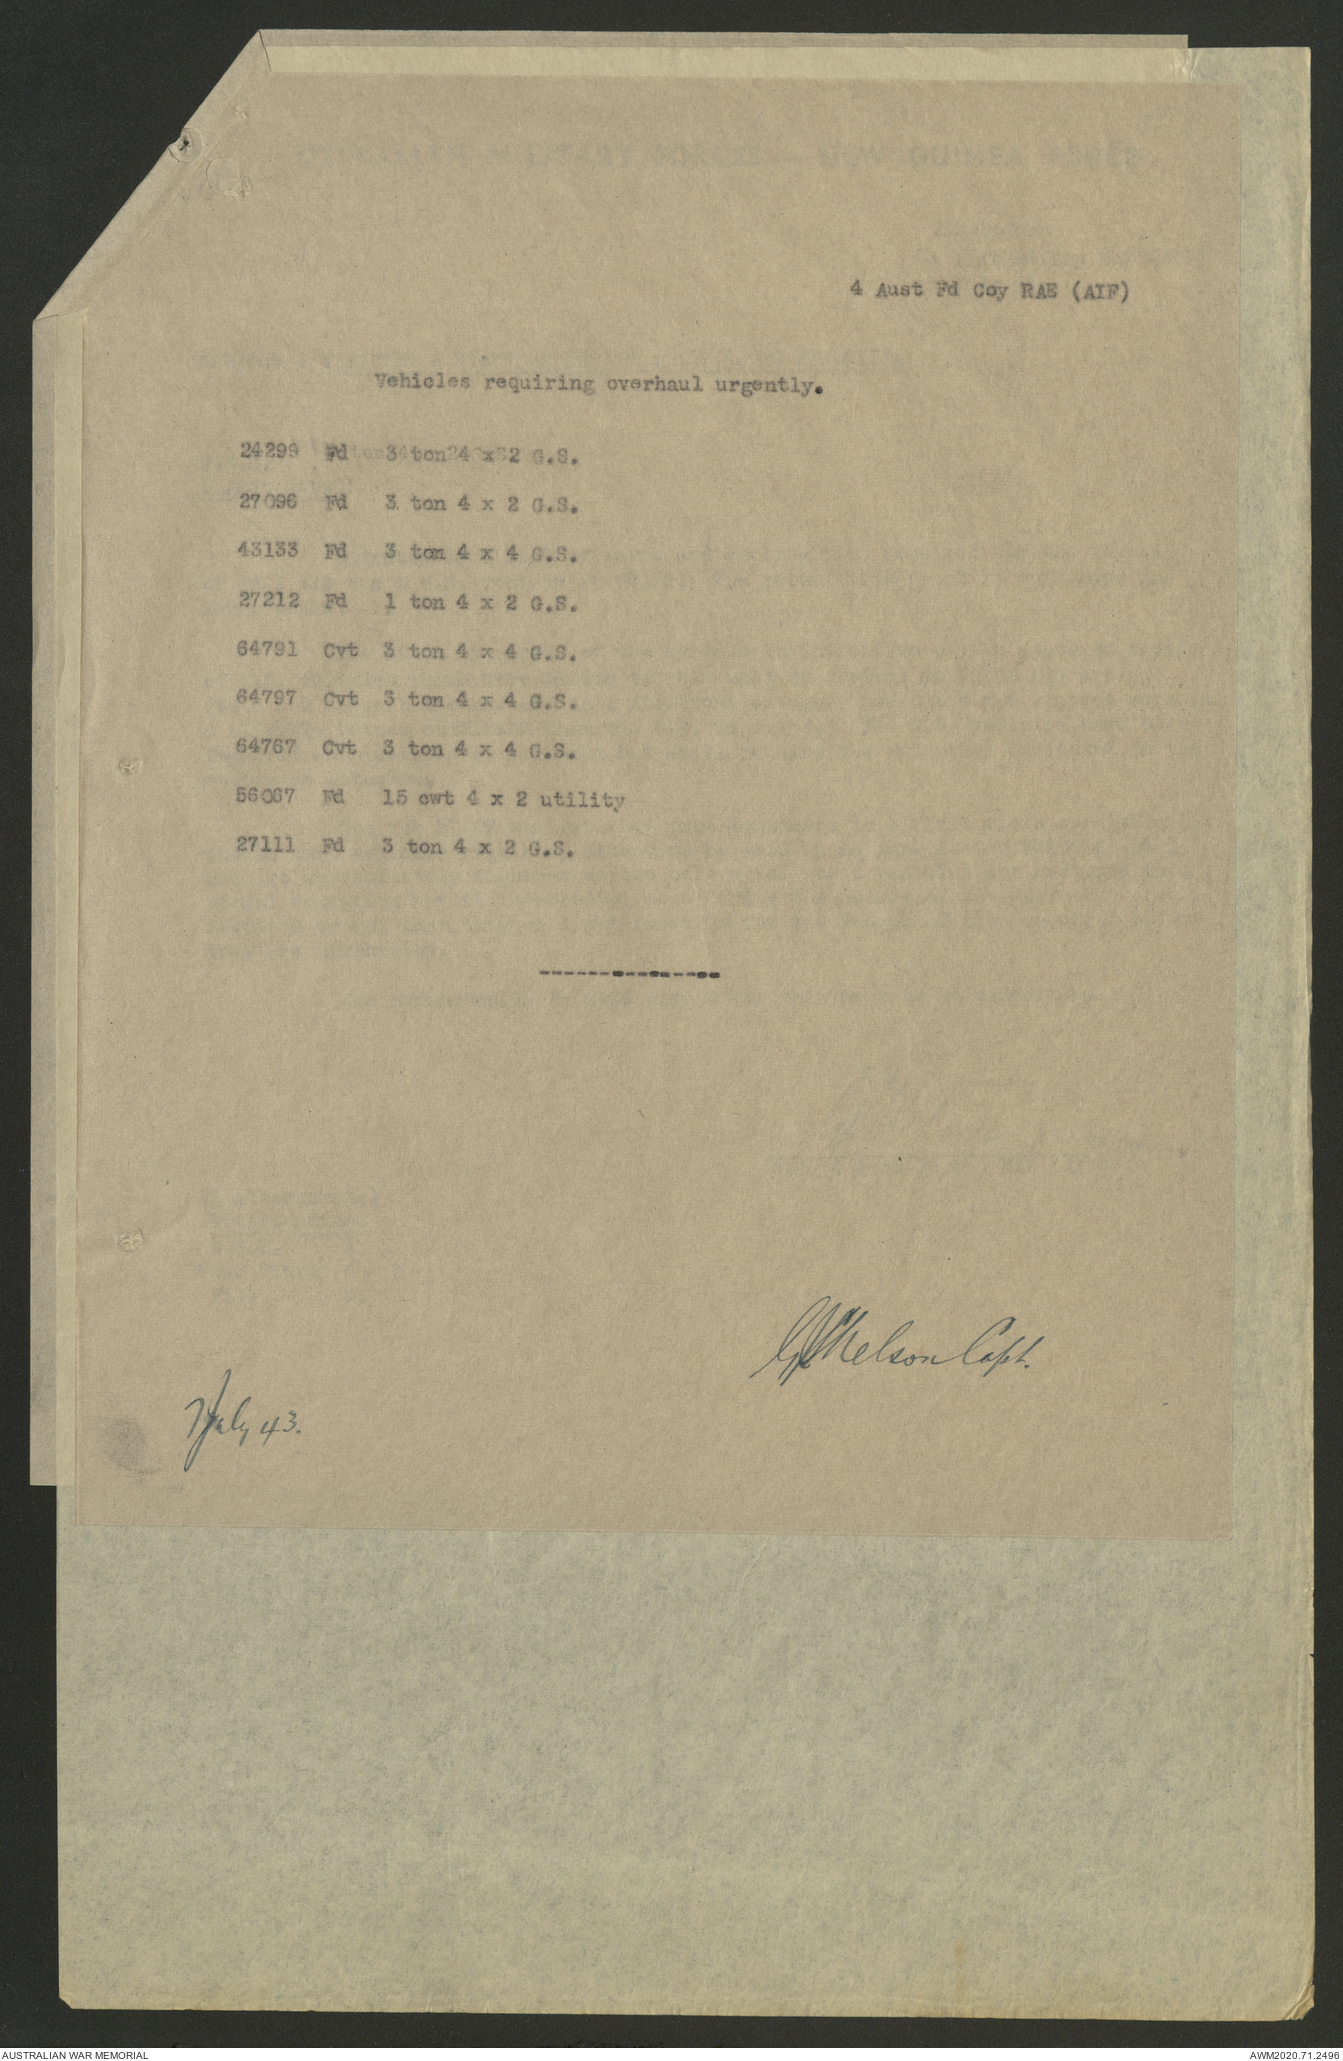 4 Aust Fd Coy RAE (AIF)
Vehicles requiring overhaul urgently.
24299 Fd 3 ton 4 x 2 G.S.
27096 Fd 3 ton 4 x 2 G.S.
43133 Fd 3 ton 4 x 4 G.S.
27212 Fd 1 ton 4 x 2 G.S.
64791 Cvt 3 ton 4 x 4 G.S.
64797 Cvt 3 ton 4 x 4 G.S.
64767 Cvt 3 ton 4 x 4 G.S.
56067 Fd 15 cwt 4 x 2 utility
27111 Fd 3 ton 4 x 2 G.S.
---------------
Nelson Capt.
7 July 43.
AUSTRALIAN WAR MEMORIAL
AWM2020.71.2496